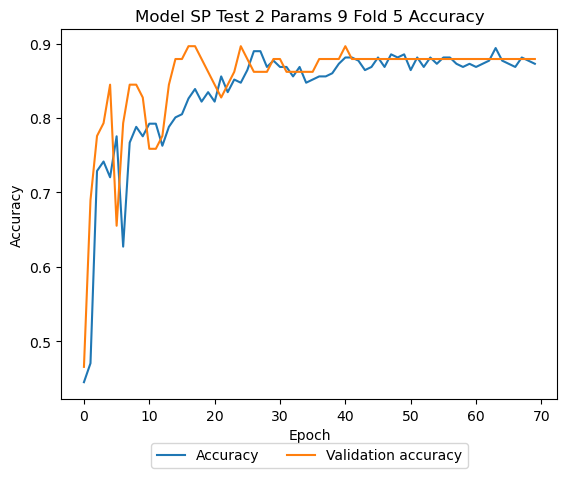 Model SP Test 2 Params 9 Fold 5 Accuracy
0.9
0.8
0.7
0.6
0.5
Accuracy
0 10 20 30 40 50 60 70
Epoch
Accuracy Validation accuracy